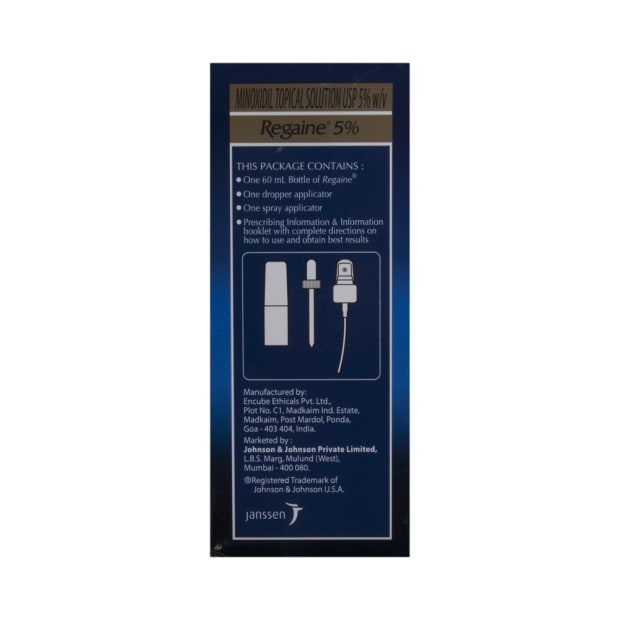 MINOXIDIL TOPICAL SOLUTION USP 5% w/v
Regaine® 5%
THIS PACKAGE CONTAINS :
• One 60 mL Bottle of Regaine®
• One dropper applicator
• One spray applicator
• Prescribing Information & Information
booklet with complete directions on
how to use and obtain best results
Manufactured by:
Encube Ethicals Pvt. Ltd.,
Plot No. C1, Madkaim Ind. Estate,
Madkaim, Post Mardol, Ponda,
Goa - 403 404, India.
Marketed by :
Johnson & Johnson Private Limited,
L.B.S. Marg, Mulund (West),
Mumbai - 400 080.
®Registered Trademark of
Johnson & Johnson U.S.A.
janssen